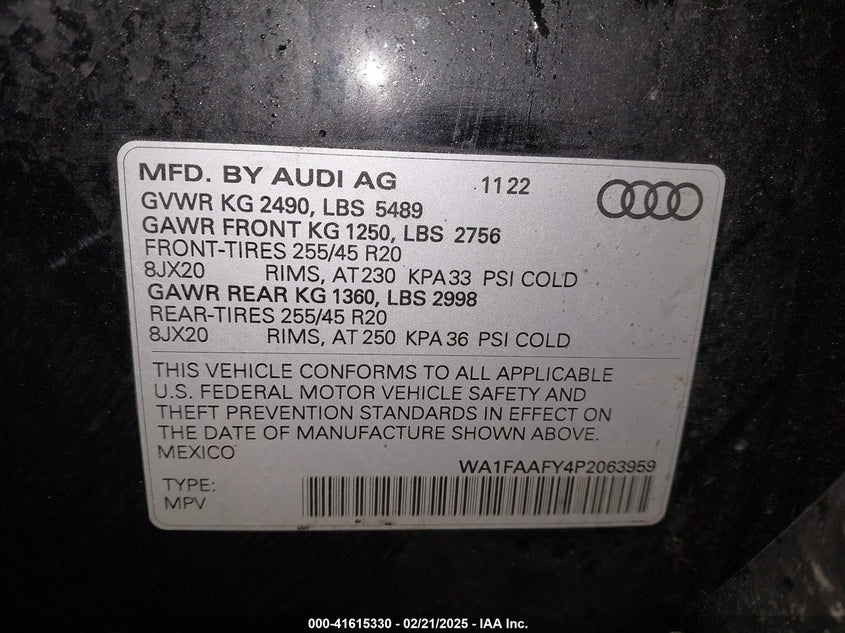 MFD. BY AUDI AG 11 22
GVWR KG 2490, LBS 5489
GAWR FRONT KG 1250, LBS 2756
FRONT-TIRES 255/45 R20
8JX20 RIMS, AT 230 KPA 33 PSI COLD
GAWR REAR KG 1360, LBS 2998
REAR-TIRES 255/45 R20
8JX20 RIMS, AT 250 KPA 36 PSI COLD
THIS VEHICLE CONFORMS TO ALL APPLICABLE
U.S. FEDERAL MOTOR VEHICLE SAFETY AND
THEFT PREVENTION STANDARDS IN EFFECT ON
THE DATE OF MANUFACTURE SHOWN ABOVE.
MEXICO
WA1FAAFY4P2063959
TYPE:
MPV
000-41615330 - 02/21/2025 - IAA Inc.